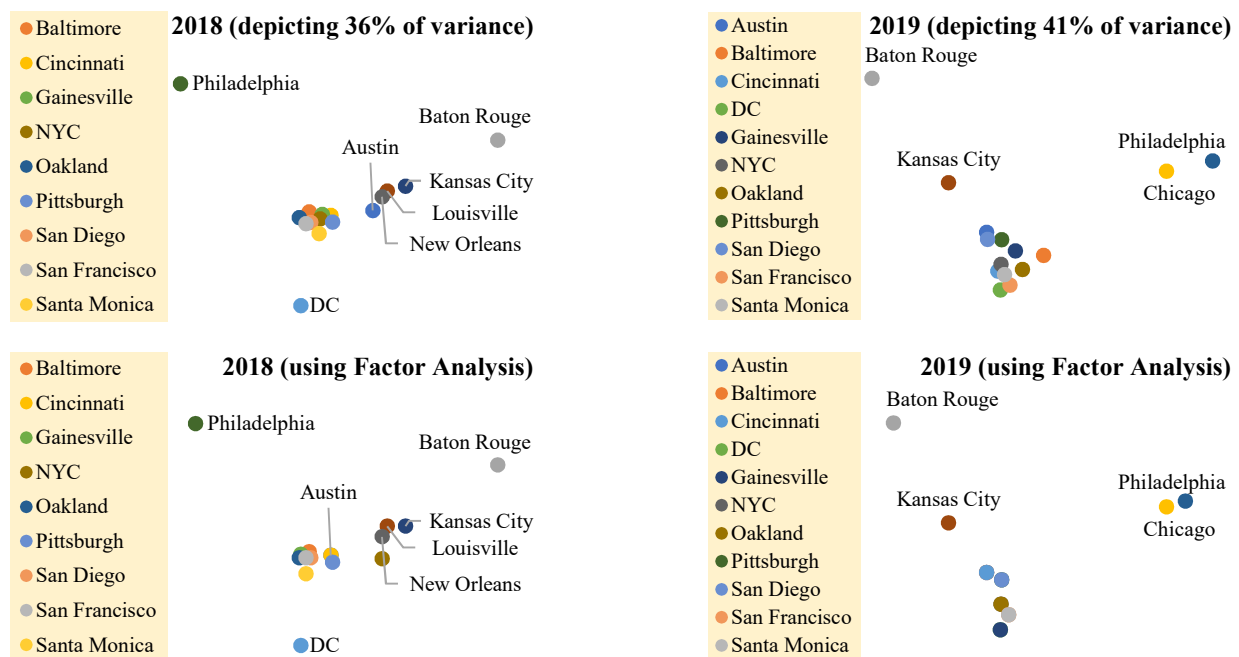 2018 (depicting 36% of variance)
Baltimore
Cincinnati
Gainesville
NYC
Oakland
Pittsburgh
San Diego
San Francisco
Santa Monica
Philadelphia
Baton Rouge
Austin
Kansas City
Louisville
New Orleans
DC
2019 (depicting 41% of variance)
Austin
Baltimore
Cincinnati
DC
Gainesville
NYC
Oakland
Pittsburgh
San Diego
San Francisco
Santa Monica
Baton Rouge
Philadelphia
Kansas City
Chicago
2018 (using Factor Analysis)
Baltimore
Cincinnati
Gainesville
NYC
Oakland
Pittsburgh
San Diego
San Francisco
Santa Monica
Philadelphia
Baton Rouge
Austin
Kansas City
Louisville
New Orleans
DC
2019 (using Factor Analysis)
Austin
Baltimore
Cincinnati
DC
Gainesville
NYC
Oakland
Pittsburgh
San Diego
San Francisco
Santa Monica
Baton Rouge
Philadelphia
Kansas City
Chicago